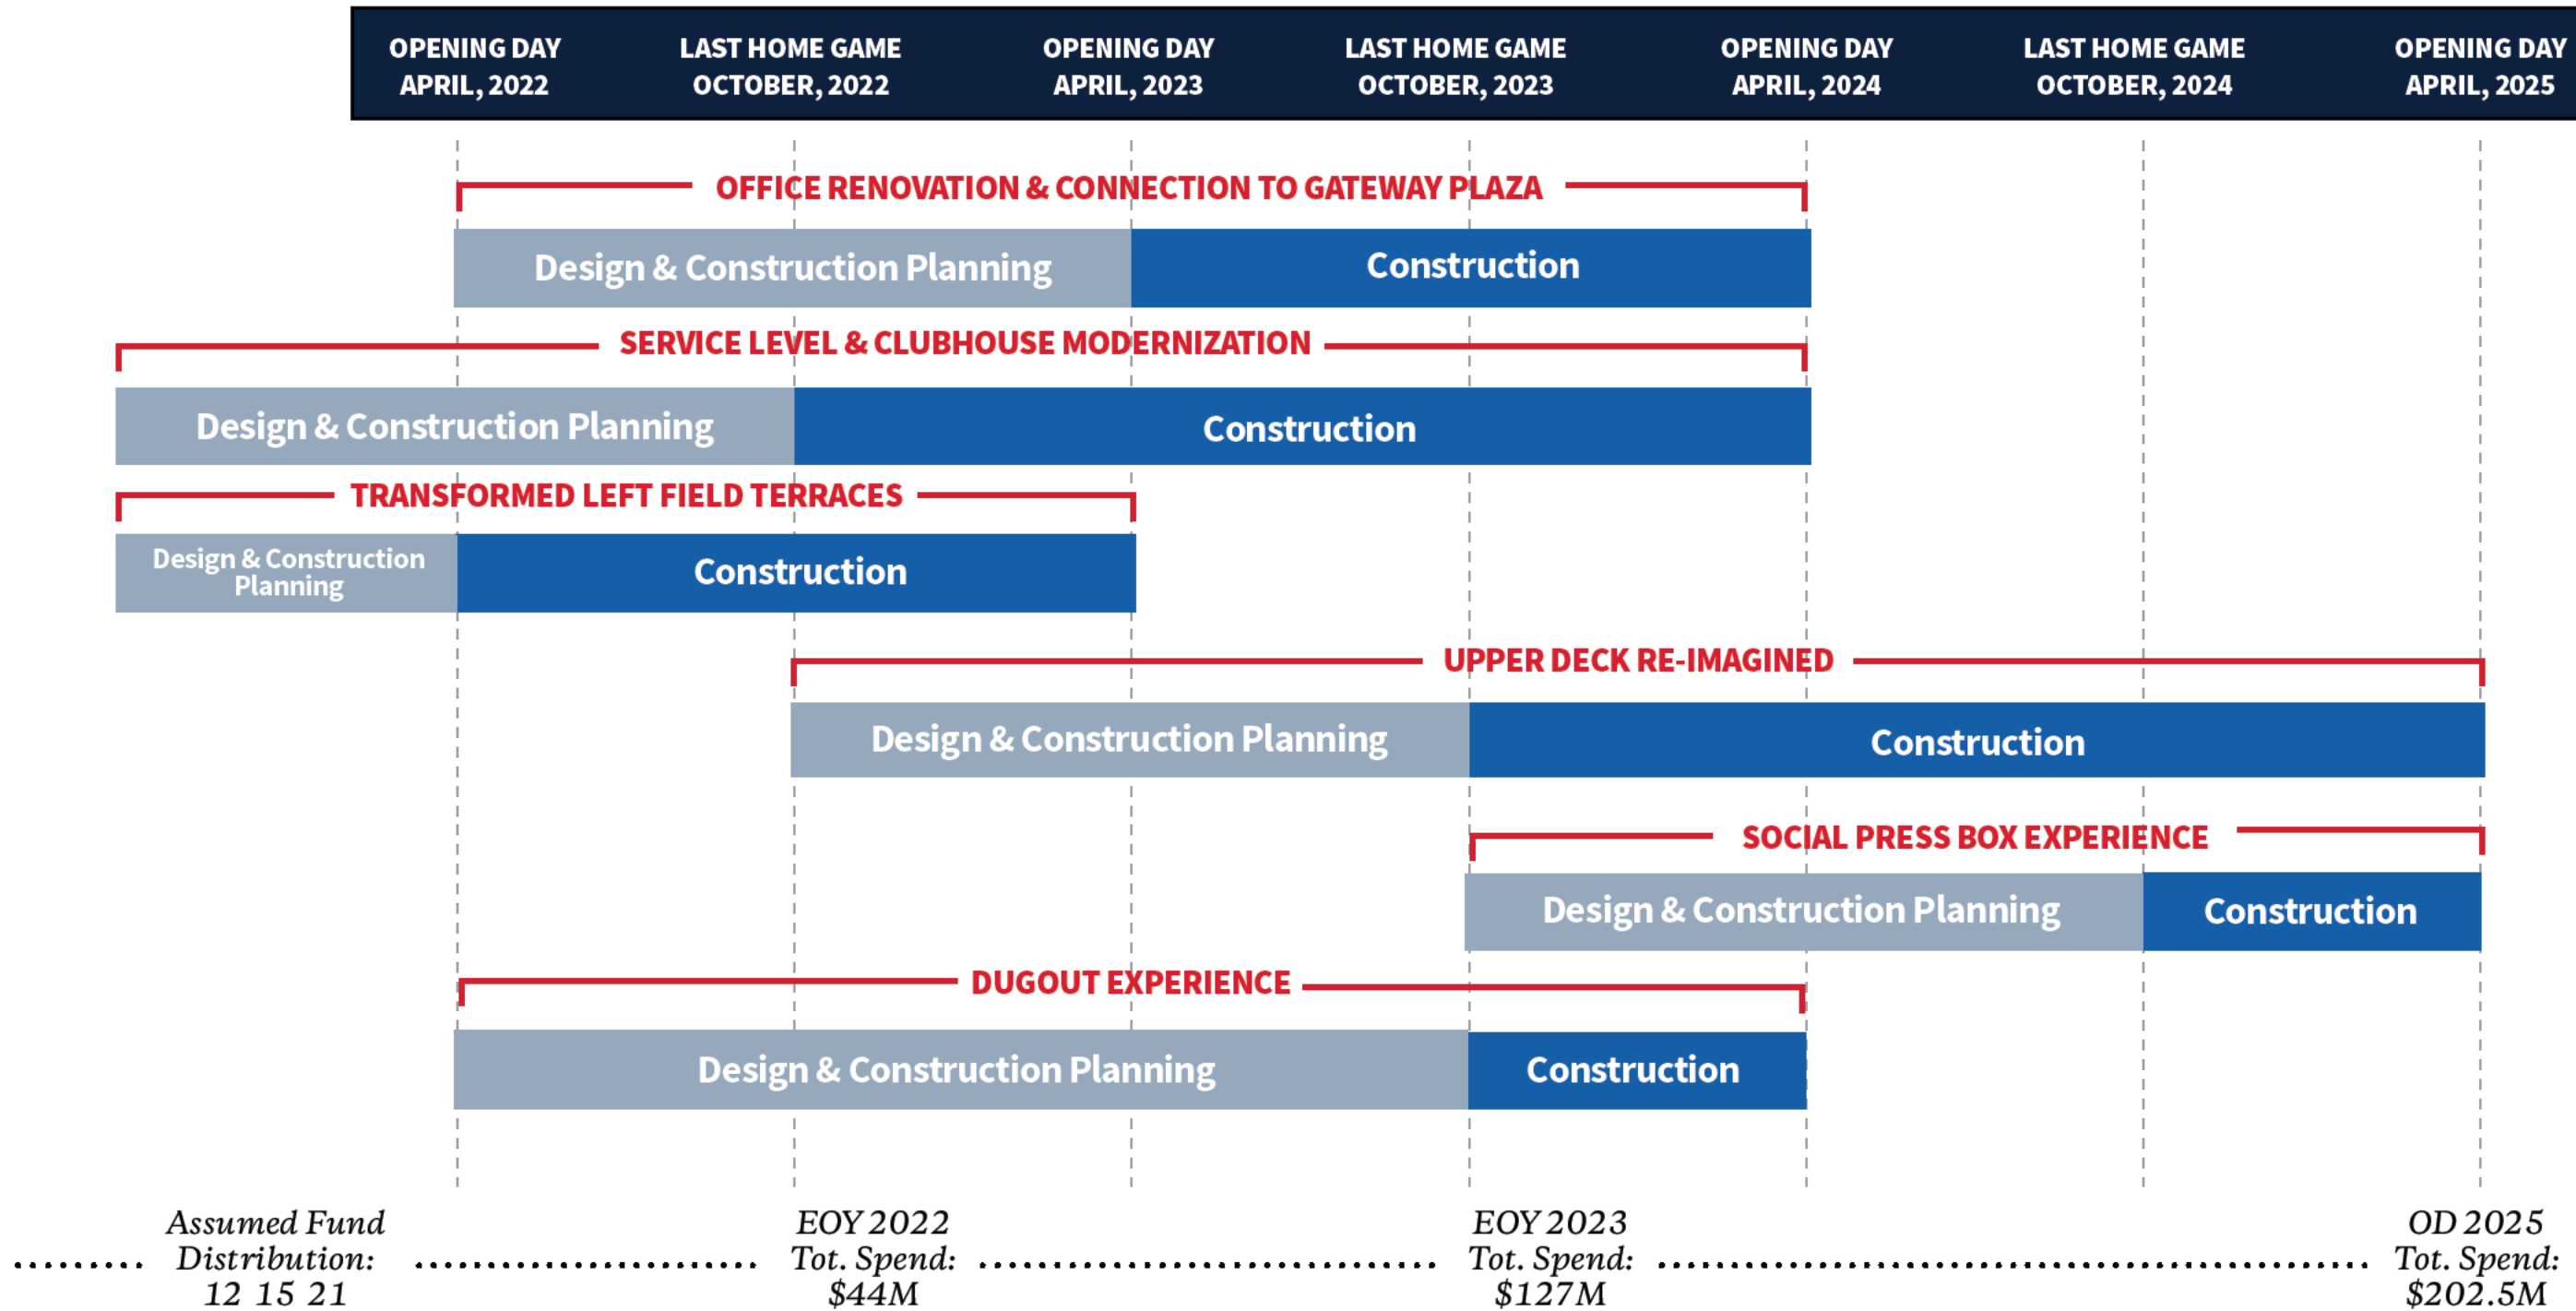 OPENING DAY
APRIL, 2022
LAST HOME GAME
OCTOBER, 2022
OPENING DAY
APRIL, 2023
LAST HOME GAME
OCTOBER, 2023
OPENING DAY
APRIL, 2024
LAST HOME GAME
OCTOBER, 2024
OPENING DAY
APRIL, 2025
OFFICE RENOVATION & CONNECTION TO GATEWAY PLAZA
Design & Construction Planning
Construction
SERVICE LEVEL & CLUBHOUSE MODERNIZATION
Design & Construction Planning
Construction
TRANSFORMED LEFT FIELD TERRACES
Design & Construction
Planning
Construction
UPPER DECK RE-IMAGINED
Design & Construction Planning
Construction
SOCIAL PRESS BOX EXPERIENCE
Design & Construction Planning
Construction
DUGOUT EXPERIENCE
Design & Construction Planning
Construction
Assumed Fund
Distribution:
12 15 21
EOY 2022
Tot. Spend:
$44M
EOY 2023
Tot. Spend:
$127M
OD 2025
Tot. Spend:
$202.5M